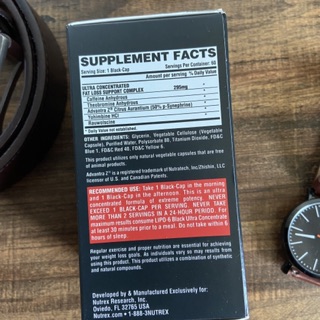 SUPPLEMENT FACTS
Serving Size: 1 Black-Cap Servings Per Container: 60
Amount per serving % Daily Value
ULTRA CONCENTRATED
FAT LOSS SUPPORT COMPLEX 295mg *
Caffeine Anhydrous *
Theobromine Anhydrous *
Advantra Z® Citrus Aurantium (50% p-Synephrine) *
Yohimbine HCl *
Rauwolscine *
* Daily Value not established.
OTHER INGREDIENTS: Glycerin, Vegetable Cellulose (Vegetable
Capsule), Purified Water, Polysorbate 80, Titanium Dioxide, FD&C
Blue 1, FD&C Red 40, FD&C Yellow 6.
This product utilizes only natural vegetable capsules that are free
of animal products.
Advantra Z® is a registered trademark of Nutratech, Inc/Zhishin, LLC
licensee of U.S. and Canadian Patents.
RECOMMENDED USE: Take 1 Black-Cap in the morning
and 1 Black-Cap in the afternoon. This is an ultra
concentrated formula of extreme potency. NEVER
EXCEED 1 BLACK-CAP PER SERVING. NEVER TAKE
MORE THAN 2 SERVINGS IN A 24 HOUR PERIOD. For
maximum results use LIPO-6 Black Ultra Concentrate
at least 30 minutes prior to a meal. Do not take within 6
hours of sleep.
Regular exercise and proper nutrition are essential for achieving
your weight loss goals. As individuals vary so may results from
using this product. This product utilizes a combination of synthetic
and natural compounds.
Developed by & Manufactured Exclusively for:
Nutrex Research, Inc.
Oviedo, FL 32765 USA
Nutrex.com • 1-888-3NUTREX